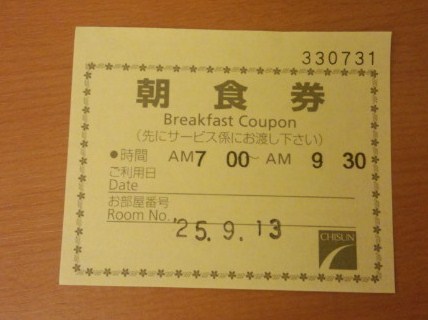 330731
朝食券
Breakfast Coupon
(先にサービス係にお渡し下さい)
●時間 AM 7 00~AM 9 30
ご利用日
Date
お部屋番号
Room No.
'25.9.13
CHISUN